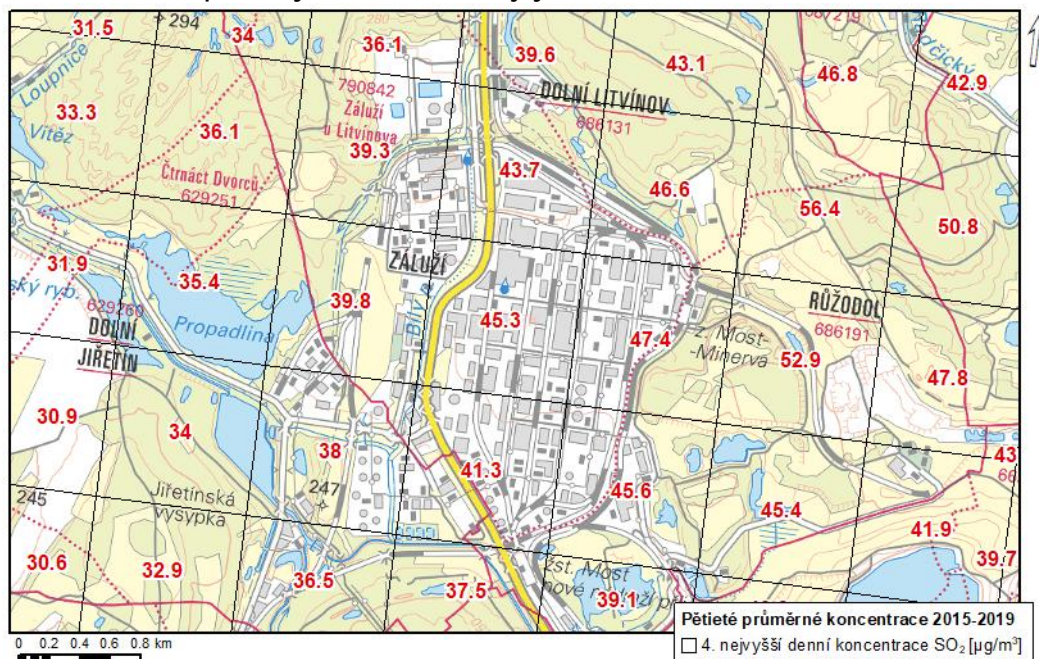 31.5
294
34
36.1
39.6
43.1
46.8
42.9
Loupnice
33.3
Vítěz
36.1
790842
Záluží
u Litvínova
39.3
DOLNÍ LITVÍNOV
686131
43.7
46.6
56.4
50.8
Čtrnáct Dvorců
629251
31.9
35.4
629260
DOLNÍ
JIŘETÍN
Propadlina
39.8
ZÁLUŽÍ
45.3
47.4
RŮŽODOL
686191
52.9
47.8
30.9
34
38
41.3
45.6
45.4
43
245
Jiřetínská
výsypka
247
41.9
39.7
30.6
32.9
36.5
37.5
39.1
žst. Most
0 0.2 0.4 0.6 0.8 km
Pětieté průměrné koncentrace 2015-2019
4. nejvyšší denní koncentrace SO₂ [µg/m³]